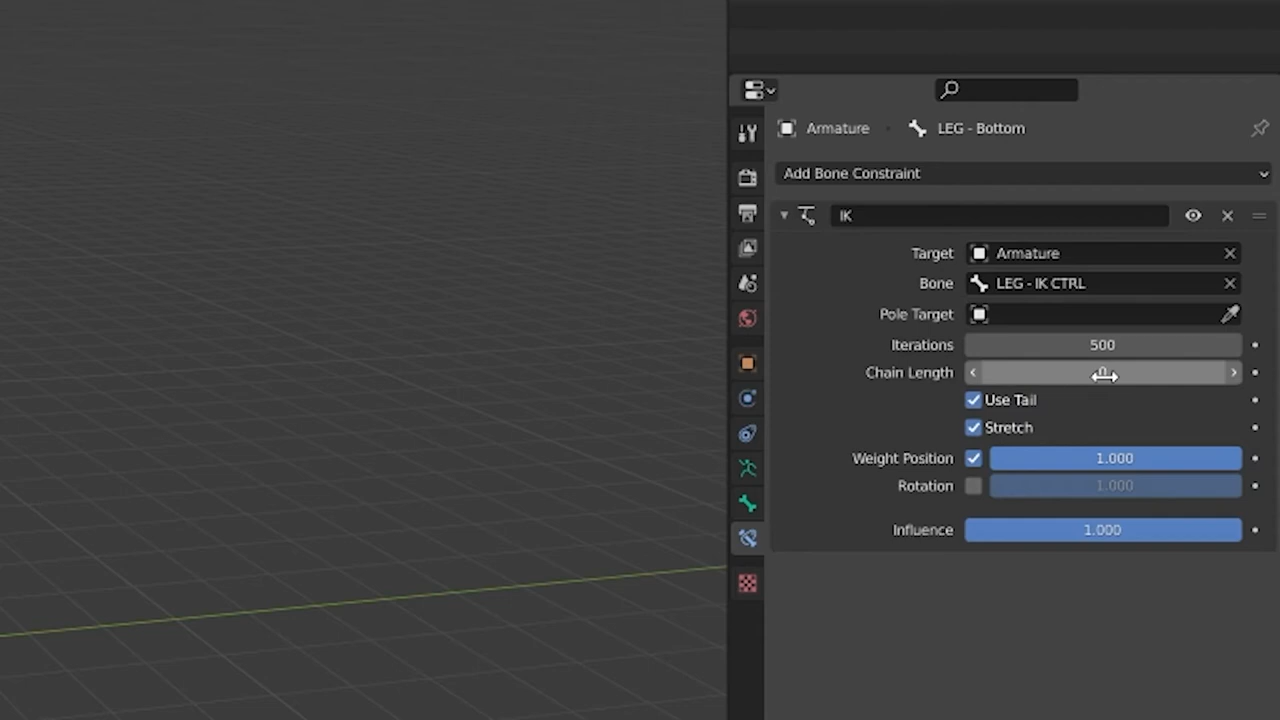 Armature LEG - Bottom
Add Bone Constraint
IK
Target Armature
Bone LEG - IK CTRL
Pole Target
Iterations 500
Chain Length 0
Use Tail
Stretch
Weight Position 1.000
Rotation 1.000
Influence 1.000